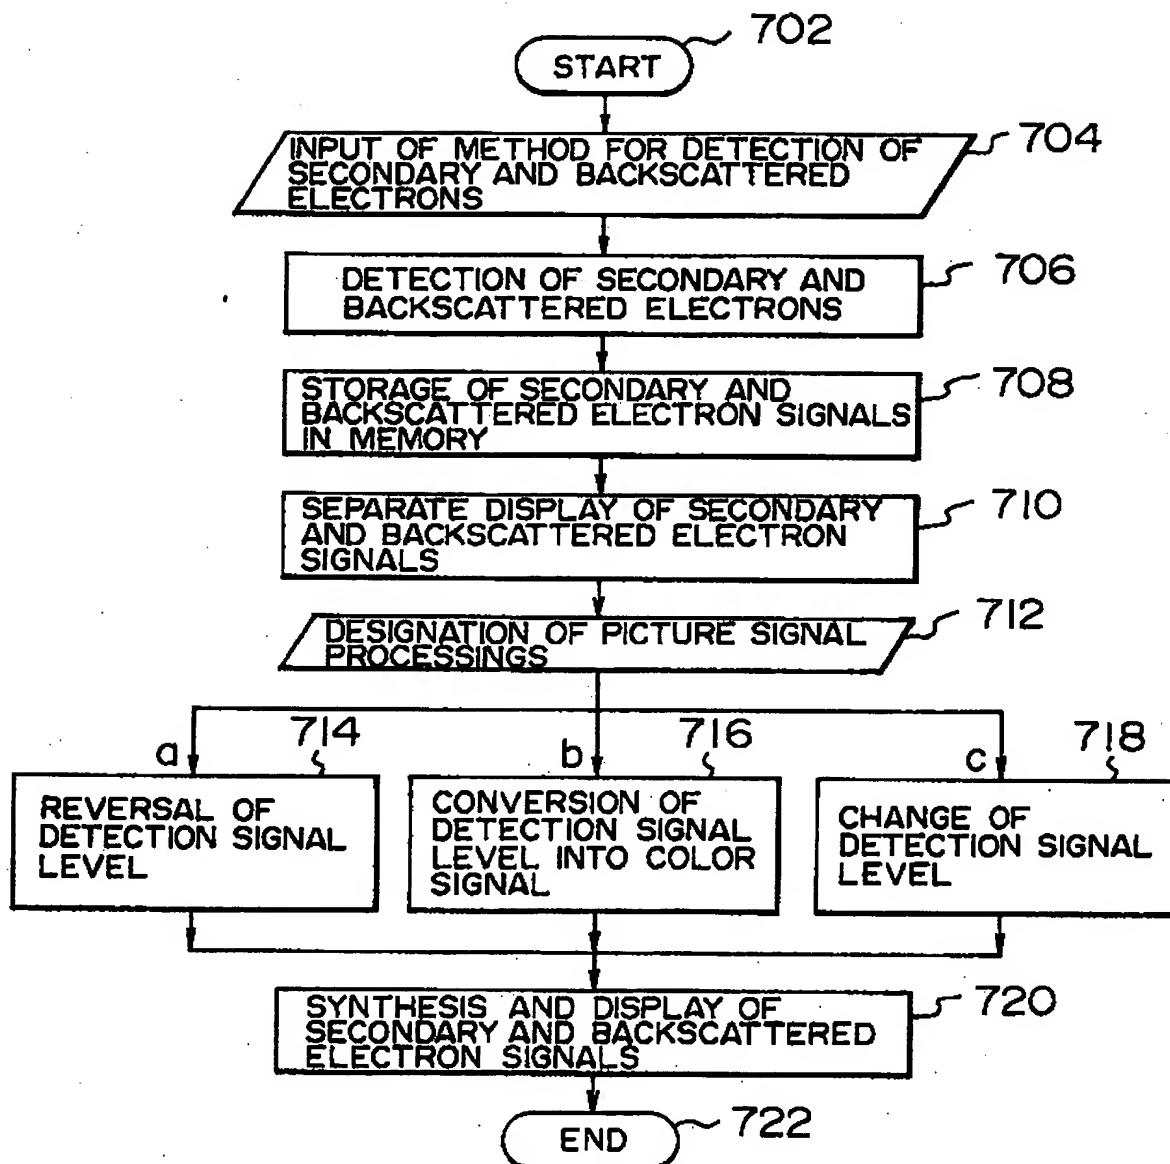 702
START
704
INPUT OF METHOD FOR DETECTION OF
SECONDARY AND BACKSCATTERED
ELECTRONS
706
DETECTION OF SECONDARY AND
BACKSCATTERED ELECTRONS
708
STORAGE OF SECONDARY AND
BACKSCATTERED ELECTRON SIGNALS
IN MEMORY
710
SEPARATE DISPLAY OF SECONDARY
AND BACKSCATTERED ELECTRON
SIGNALS
712
DESIGNATION OF PICTURE SIGNAL
PROCESSINGS
a
714
REVERSAL OF
DETECTION SIGNAL
LEVEL
b
716
CONVERSION OF
DETECTION SIGNAL
LEVEL INTO COLOR
SIGNAL
c
718
CHANGE OF
DETECTION SIGNAL
LEVEL
720
SYNTHESIS AND DISPLAY OF
SECONDARY AND BACKSCATTERED
ELECTRON SIGNALS
722
END